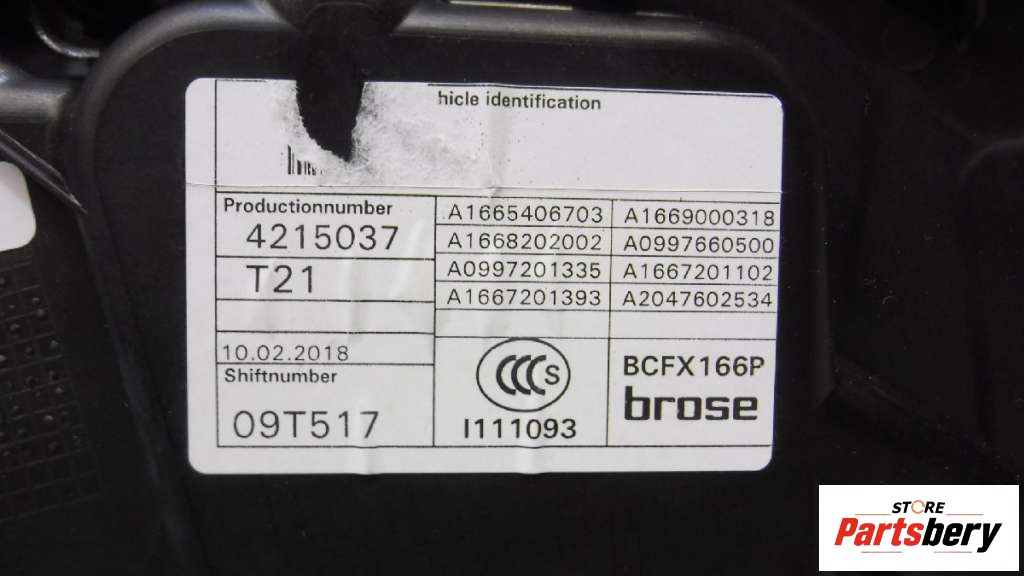 hicle identification
Productionnumber
4215037
T21
10.02.2018
Shiftnumber
09T517
A1665406703 A1669000318
A1668202002 A0997660500
A0997201335 A1667201102
A1667201393 A2047602534
CCC S
I111093
BCFX166P
brose
STORE
Partsbery